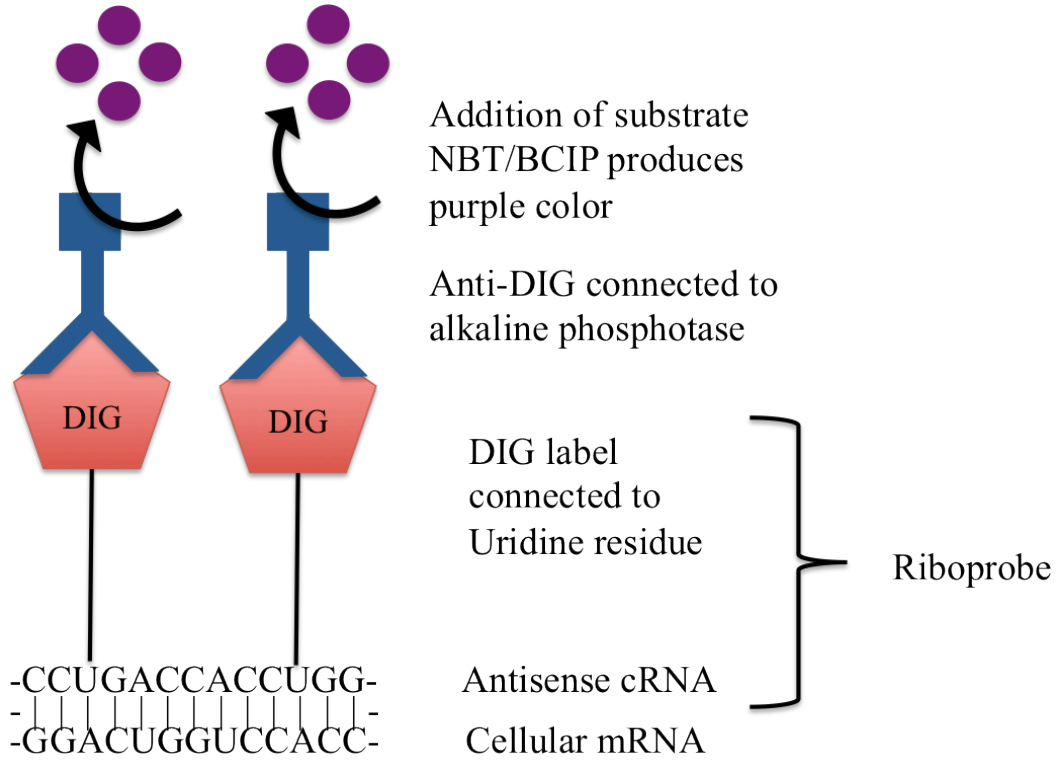 Addition of substrate
NBT/BCIP produces
purple color
Anti-DIG connected to
alkaline phosphotase
DIG
DIG
DIG label
connected to
Uridine residue
Riboprobe
-CCUGACCACCUGG-
Antisense cRNA
-GGACUGGUCCACC-
Cellular mRNA